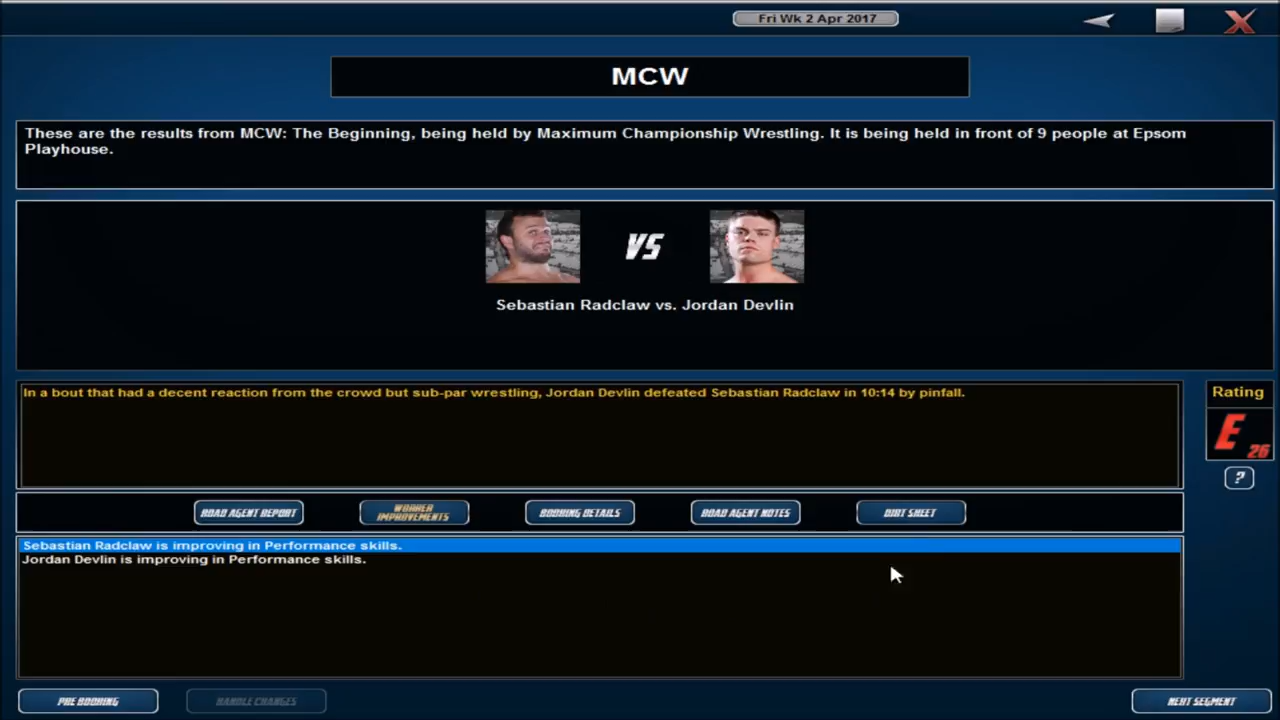 Fri Wk 2 Apr 2017
MCW
These are the results from MCW: The Beginning, being held by Maximum Championship Wrestling. It is being held in front of 9 people at Epsom
Playhouse.
VS
Sebastian Radclaw vs. Jordan Devlin
In a bout that had a decent reaction from the crowd but sub-par wrestling, Jordan Devlin defeated Sebastian Radclaw in 10:14 by pinfall.
Rating
E 26
?
ROAD AGENT REPORT
WORKER
IMPROVEMENTS
BOOKING DETAILS
ROAD AGENT NOTES
DIRT SHEET
Sebastian Radclaw is improving in Performance skills.
Jordan Devlin is improving in Performance skills.
PRE BOOKING
HANDLE CHANGES
NEXT SEGMENT